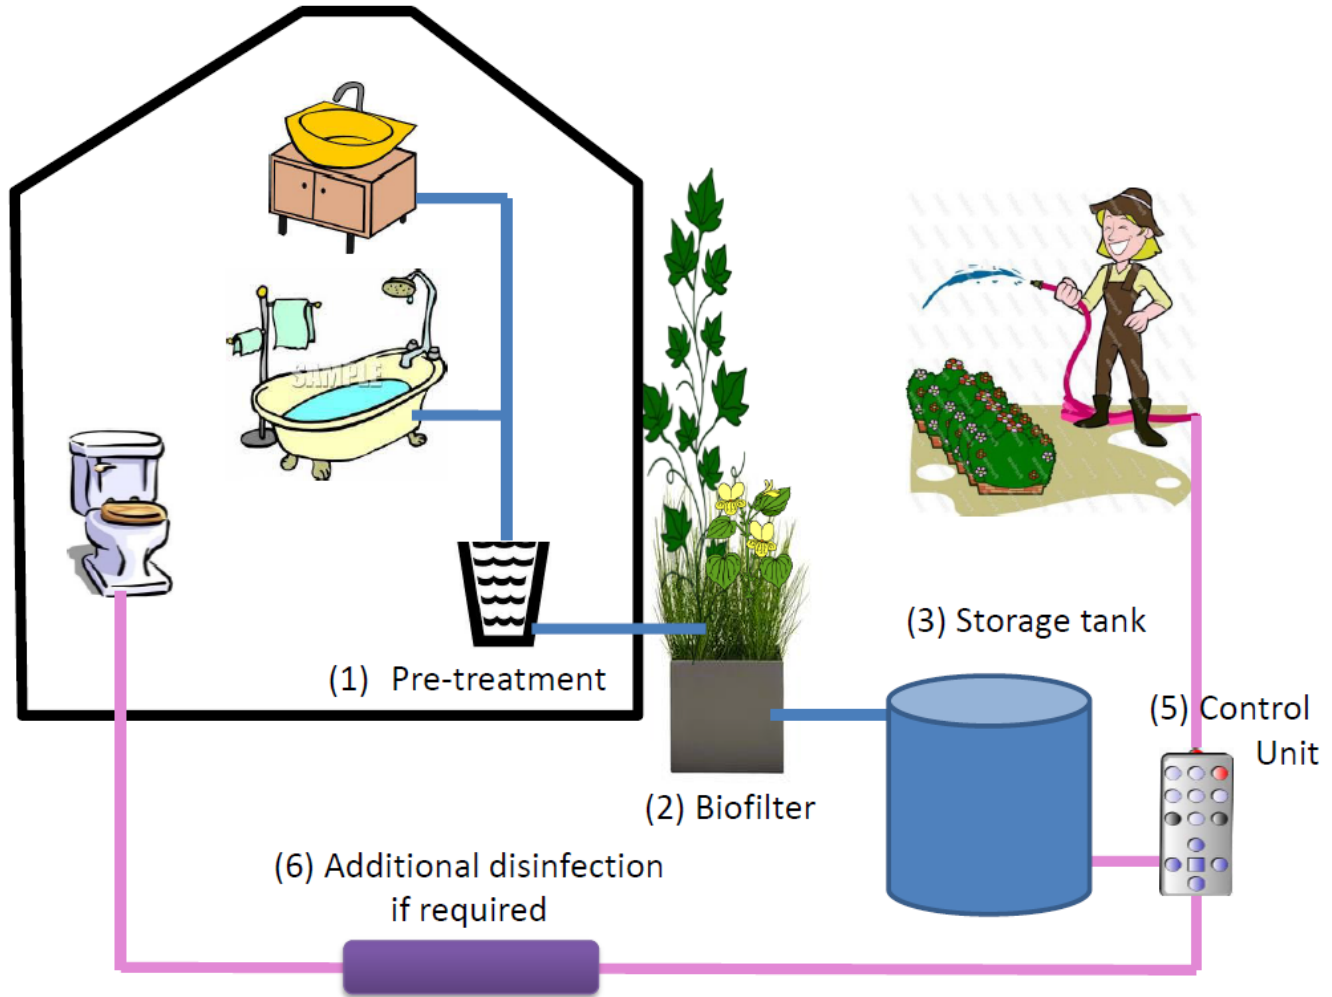 SAMPLE
(1) Pre-treatment
(2) Biofilter
(3) Storage tank
(5) Control
Unit
(6) Additional disinfection
if required